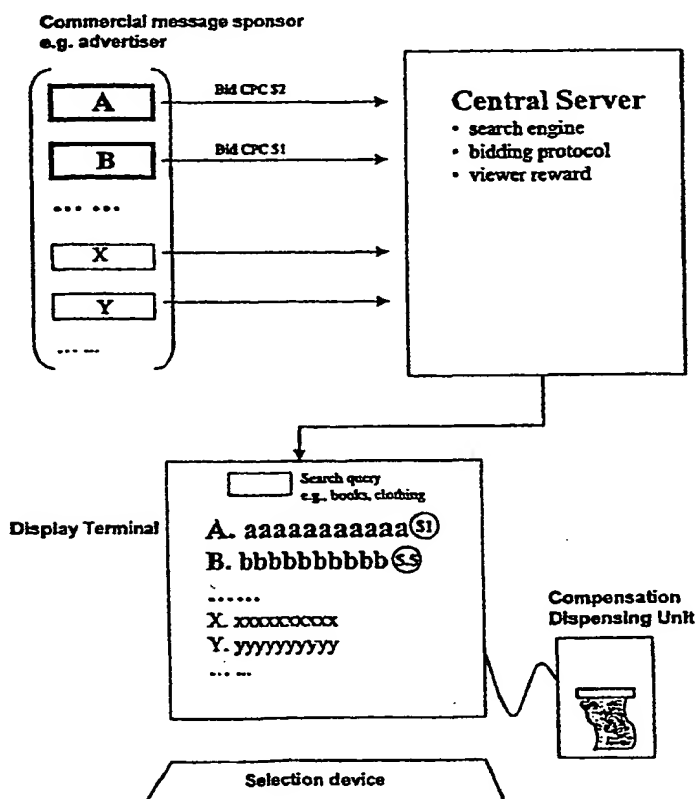 Commercial message sponsor
e.g. advertiser
A
Bid CPC $2
B
Bid CPC $1
... ...
X
Y
... ...
Central Server
• search engine
• bidding protocol
• viewer reward
Search query
e.g., books, clothing
Display Terminal
A. aaaaaaaaaaa $1
B. bbbbbbbbbb $.5
......
X. xxxxxxxxxx
Y. yyyyyyyyyy
... ...
Compensation
Dispensing Unit
Selection device